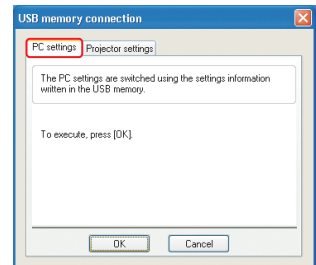 USB memory connection
PC settings Projector settings
The PC settings are switched using the settings information
written in the USB memory.
To execute, press [OK].
OK Cancel